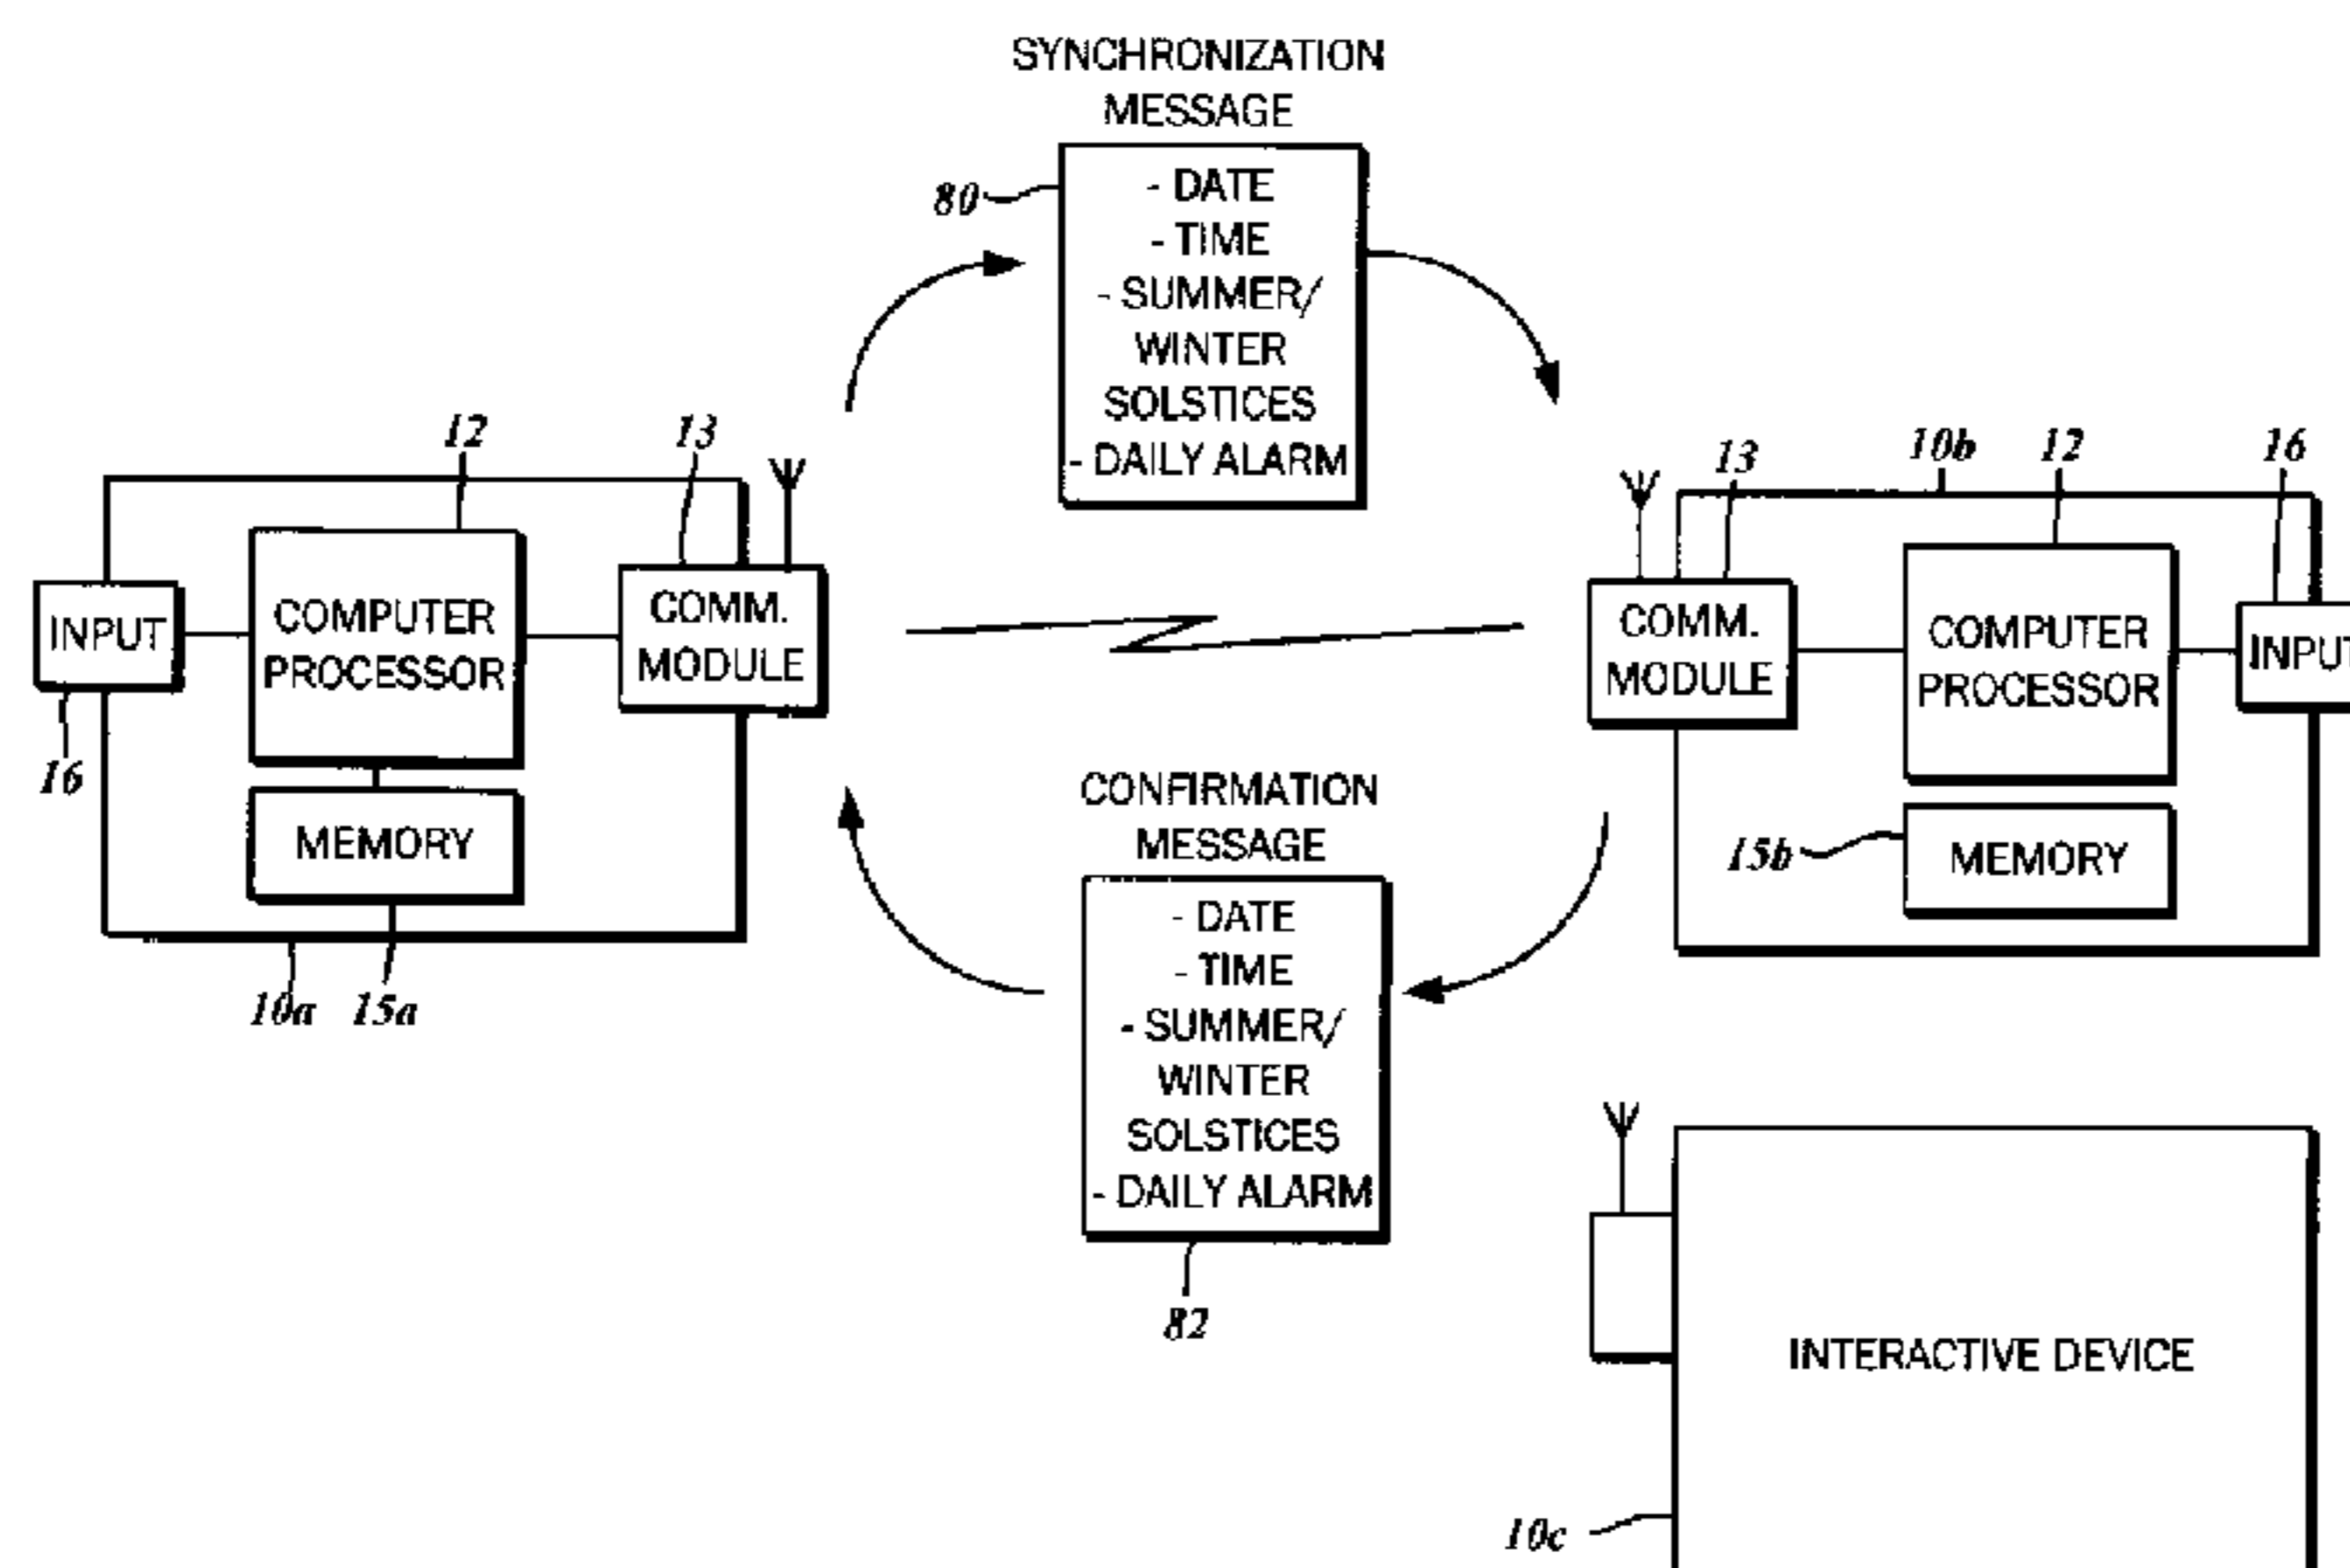 SYNCHRONIZATION
MESSAGE
80
- DATE
- TIME
- SUMMER/
WINTER
SOLSTICES
- DAILY ALARM
12
13
INPUT
COMPUTER
PROCESSOR
COMM.
MODULE
16
MEMORY
10a
15a
13
10b
12
16
COMM.
MODULE
COMPUTER
PROCESSOR
INPUT
15b
MEMORY
CONFIRMATION
MESSAGE
- DATE
- TIME
- SUMMER/
WINTER
SOLSTICES
- DAILY ALARM
82
INTERACTIVE DEVICE
10c